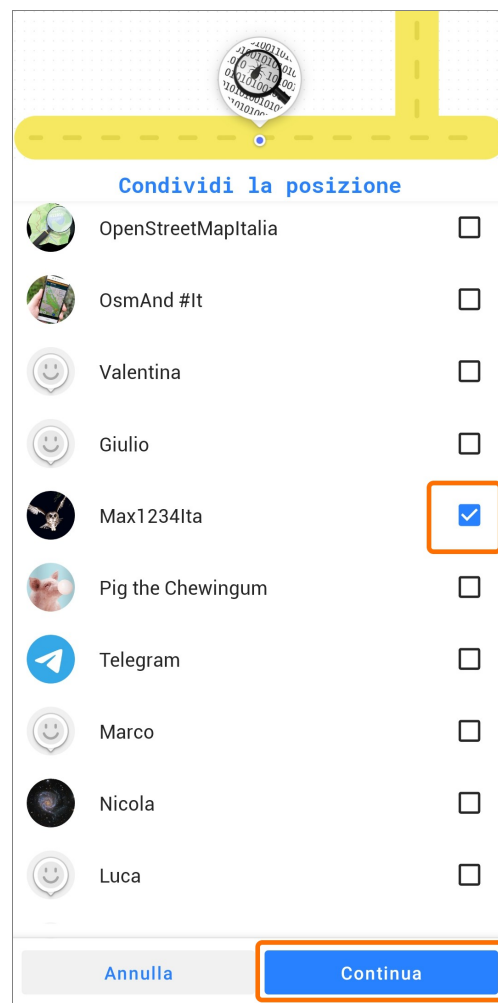 Condividi la posizione
OpenStreetMapItalia
OsmAnd #It
Valentina
Giulio
Max1234Ita
Pig the Chewingum
Telegram
Marco
Nicola
Luca
Annulla
Continua